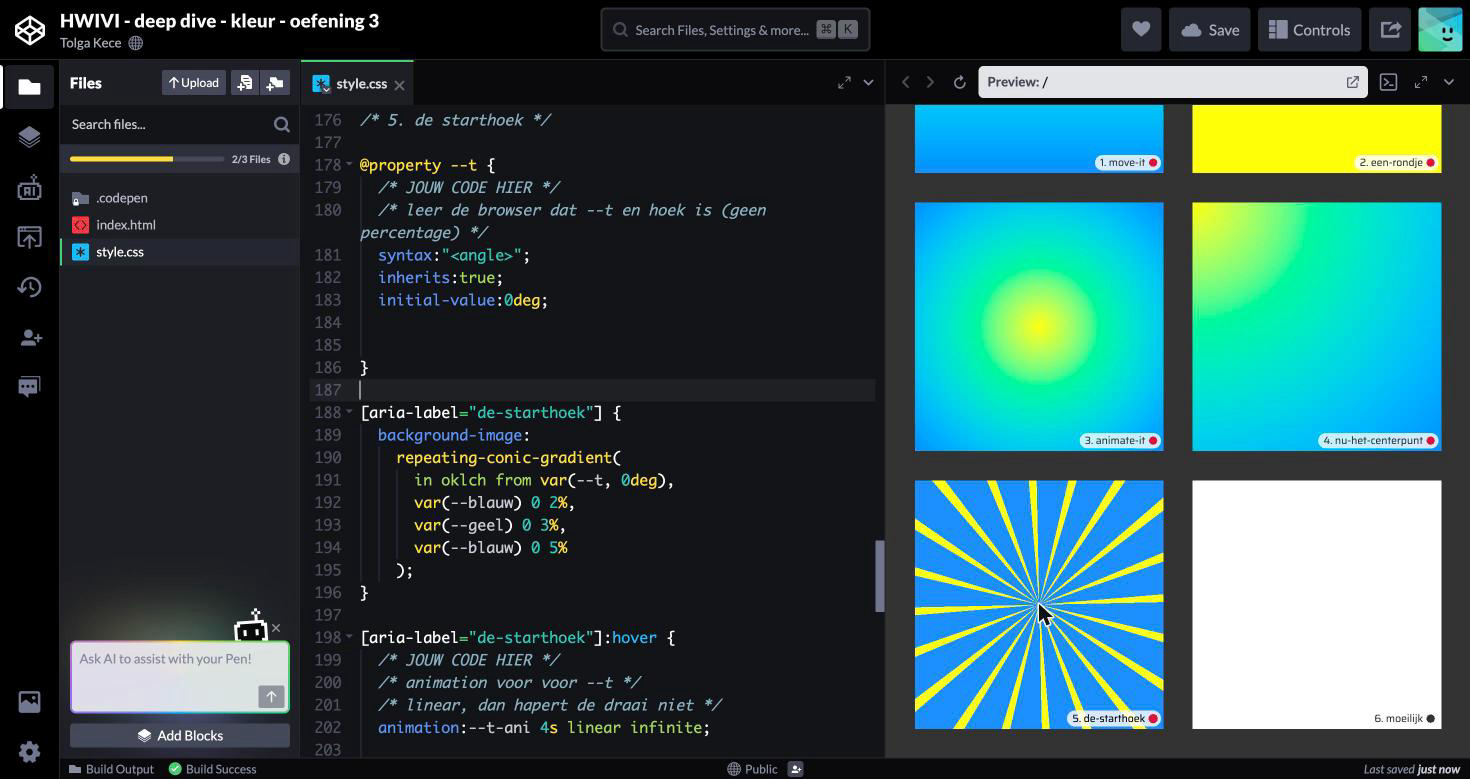 HWIVI - deep dive - kleur - oefening 3
Tolga Kece
Search Files, Settings & more... ⌘ K
Save
Controls
Files
Upload
style.css
Preview: /
Search files...
2/3 Files
.codepen
index.html
style.css
AI
Ask AI to assist with your Pen!
Add Blocks
176 /* 5. de starthoek */
177
178 @property --t {
179 /* JOUW CODE HIER */
180 /* leer de browser dat --t en hoek is (geen
percentage) */
181 syntax:"<angle>";
182 inherits:true;
183 initial-value:0deg;
184
185
186 }
187
188 [aria-label="de-starthoek"] {
189 background-image:
190 repeating-conic-gradient(
191 in oklch from var(--t, 0deg),
192 var(--blauw) 0 2%,
193 var(--geel) 0 3%,
194 var(--blauw) 0 5%
195 );
196 }
197
198 [aria-label="de-starthoek"]:hover {
199 /* JOUW CODE HIER */
200 /* animation voor voor --t */
201 /* linear, dan hapert de draai niet */
202 animation:--t-ani 4s linear infinite;
203
1. move-it
2. een-rondje
3. animate-it
4. nu-het-centerpunt
5. de-starthoek
6. moeilijk
Build Output
Build Success
Public
Last saved just now